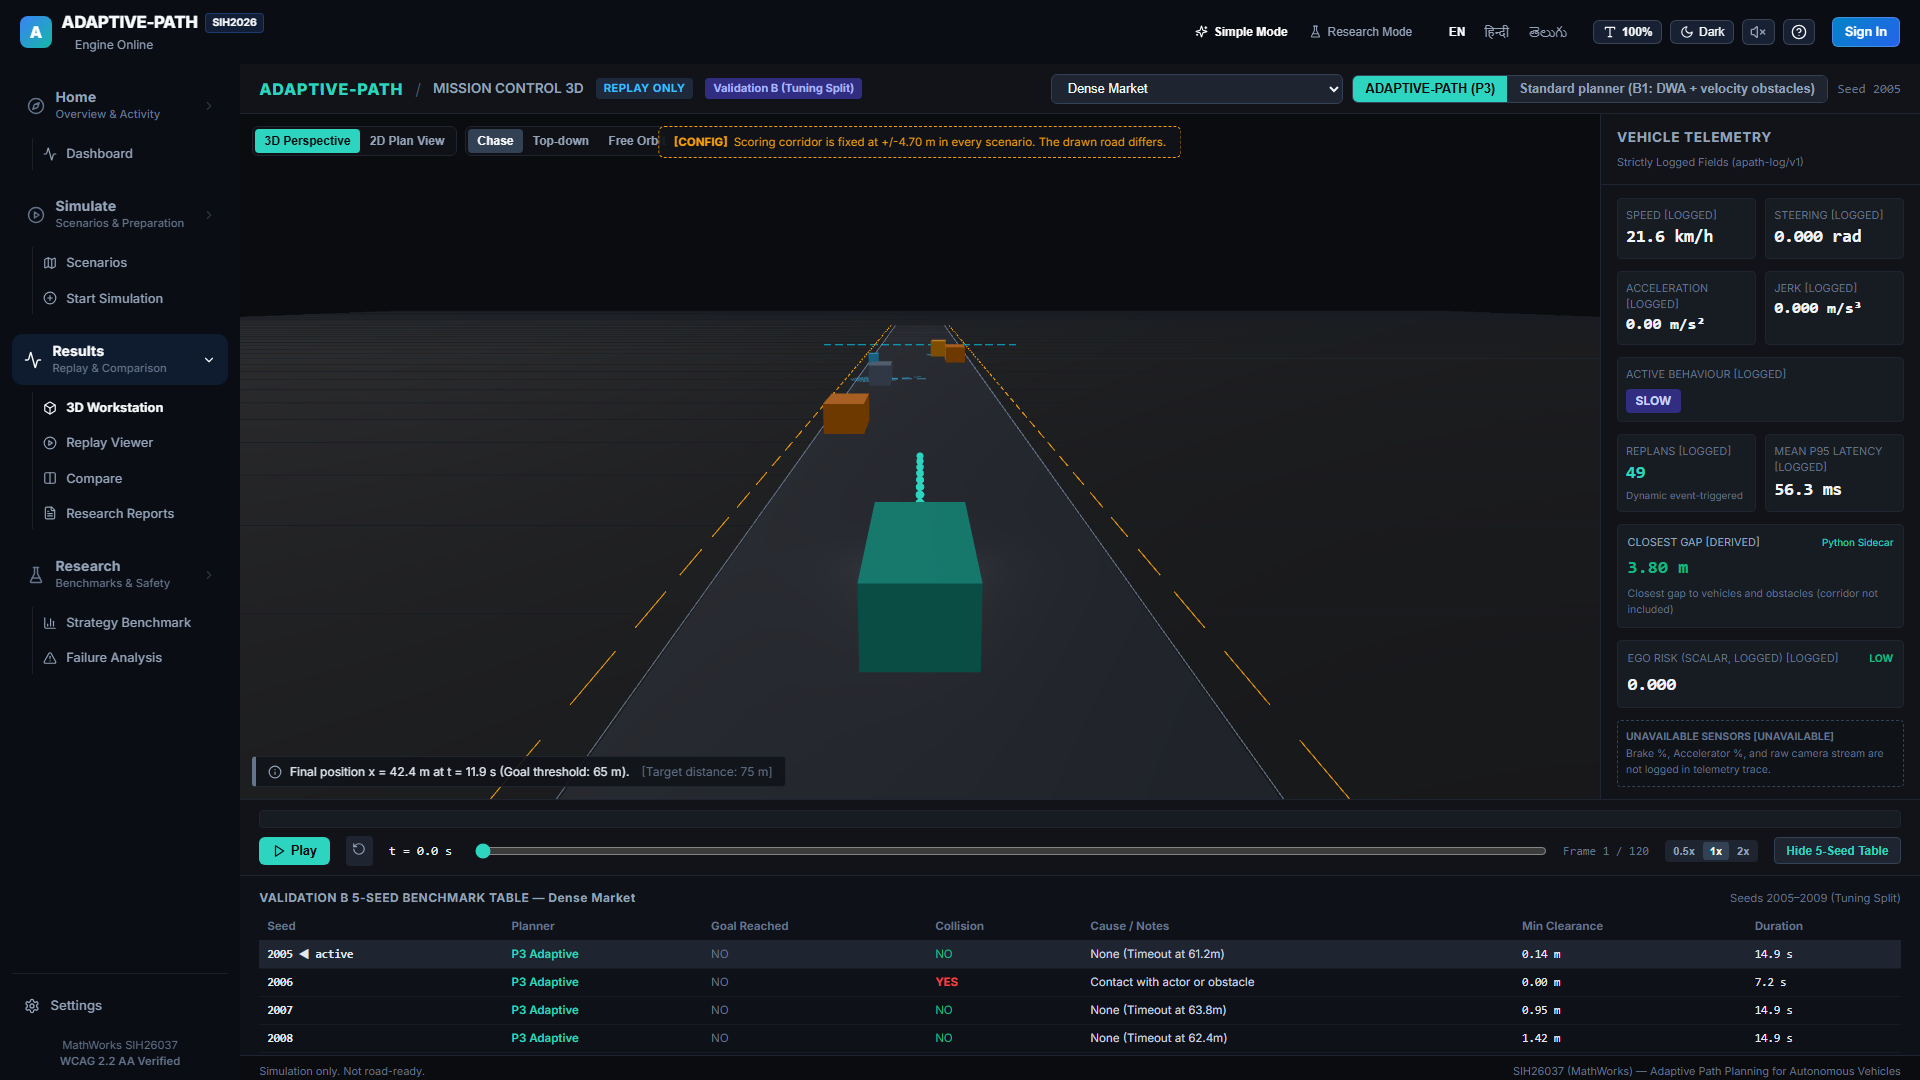 A
ADAPTIVE-PATH SIH2026
Engine Online
Simple Mode
Research Mode
EN
हिन्दी
తెలుగు
100%
Dark
Sign In
Home
Overview & Activity
Dashboard
Simulate
Scenarios & Preparation
Scenarios
Start Simulation
Results
Replay & Comparison
3D Workstation
Replay Viewer
Compare
Research Reports
Research
Benchmarks & Safety
Strategy Benchmark
Failure Analysis
Settings
MathWorks SIH26037
WCAG 2.2 AA Verified
ADAPTIVE-PATH / MISSION CONTROL 3D REPLAY ONLY Validation B (Tuning Split)
Dense Market
ADAPTIVE-PATH (P3) Standard planner (B1: DWA + velocity obstacles) Seed 2005
3D Perspective 2D Plan View
Chase Top-down Free Orb
[CONFIG] Scoring corridor is fixed at +/-4.70 m in every scenario. The drawn road differs.
Final position x = 42.4 m at t = 11.9 s (Goal threshold: 65 m). [Target distance: 75 m]
VEHICLE TELEMETRY
Strictly Logged Fields (apath-log/v1)
SPEED [LOGGED]
21.6 km/h
STEERING [LOGGED]
0.000 rad
ACCELERATION
[LOGGED]
0.00 m/s²
JERK [LOGGED]
0.000 m/s³
ACTIVE BEHAVIOUR [LOGGED]
SLOW
REPLANS [LOGGED]
49
Dynamic event-triggered
MEAN P95 LATENCY
[LOGGED]
56.3 ms
CLOSEST GAP [DERIVED] Python Sidecar
3.80 m
Closest gap to vehicles and obstacles (corridor not
included)
EGO RISK (SCALAR, LOGGED) [LOGGED] LOW
0.000
UNAVAILABLE SENSORS [UNAVAILABLE]
Brake %, Accelerator %, and raw camera stream are
not logged in telemetry trace.
Play
t = 0.0 s
Frame 1 / 120
0.5x 1x 2x
Hide 5-Seed Table
VALIDATION B 5-SEED BENCHMARK TABLE — Dense Market Seeds 2005–2009 (Tuning Split)
Seed Planner Goal Reached Collision Cause / Notes Min Clearance Duration
2005 ◀ active P3 Adaptive NO NO None (Timeout at 61.2m) 0.14 m 14.9 s
2006 P3 Adaptive NO YES Contact with actor or obstacle 0.00 m 7.2 s
2007 P3 Adaptive NO NO None (Timeout at 63.8m) 0.95 m 14.9 s
2008 P3 Adaptive NO NO None (Timeout at 62.4m) 1.42 m 14.9 s
Simulation only. Not road-ready.
SIH26037 (MathWorks) — Adaptive Path Planning for Autonomous Vehicles